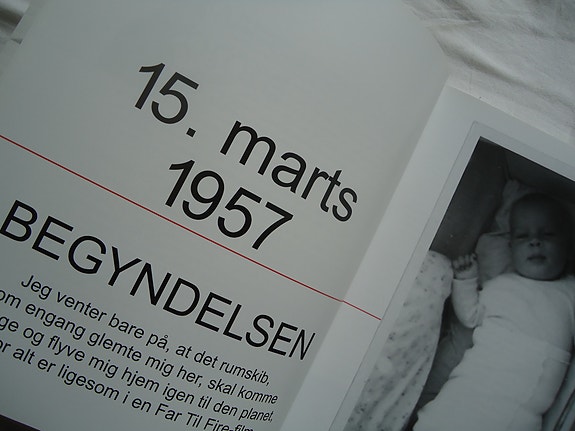 15. marts
1957
BEGYNDELSEN
Jeg venter bare på, at det rumskib,
om engang glemte mig her, skal komme
ge og flyve mig hjem igen til den planet,
or alt er ligesom i en Far Til Fire-film